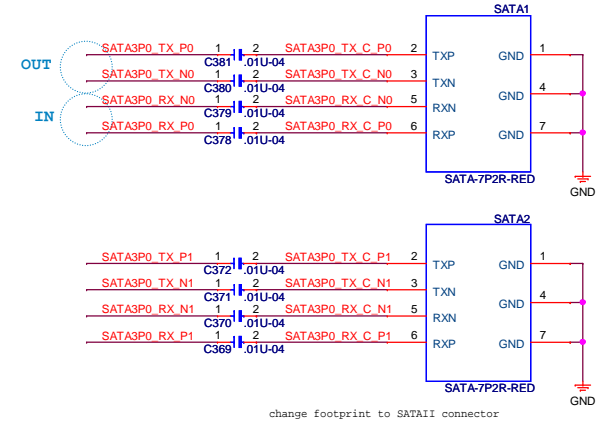 SATA1
OUT
SATA3P0_TX_P0 1 2 SATA3P0_TX_C_P0 2 TXP GND 1
C381 .01U-04
SATA3P0_TX_N0 1 2 SATA3P0_TX_C_N0 3 TXN GND 4
C380 .01U-04
IN
SATA3P0_RX_N0 1 2 SATA3P0_RX_C_N0 5 RXN
C379 .01U-04
SATA3P0_RX_P0 1 2 SATA3P0_RX_C_P0 6 RXP GND 7
C378 .01U-04
SATA-7P2R-RED
GND
SATA2
SATA3P0_TX_P1 1 2 SATA3P0_TX_C_P1 2 TXP GND 1
C372 .01U-04
SATA3P0_TX_N1 1 2 SATA3P0_TX_C_N1 3 TXN GND 4
C371 .01U-04
SATA3P0_RX_N1 1 2 SATA3P0_RX_C_N1 5 RXN
C370 .01U-04
SATA3P0_RX_P1 1 2 SATA3P0_RX_C_P1 6 RXP GND 7
C369 .01U-04
SATA-7P2R-RED
GND
change footprint to SATAII connector